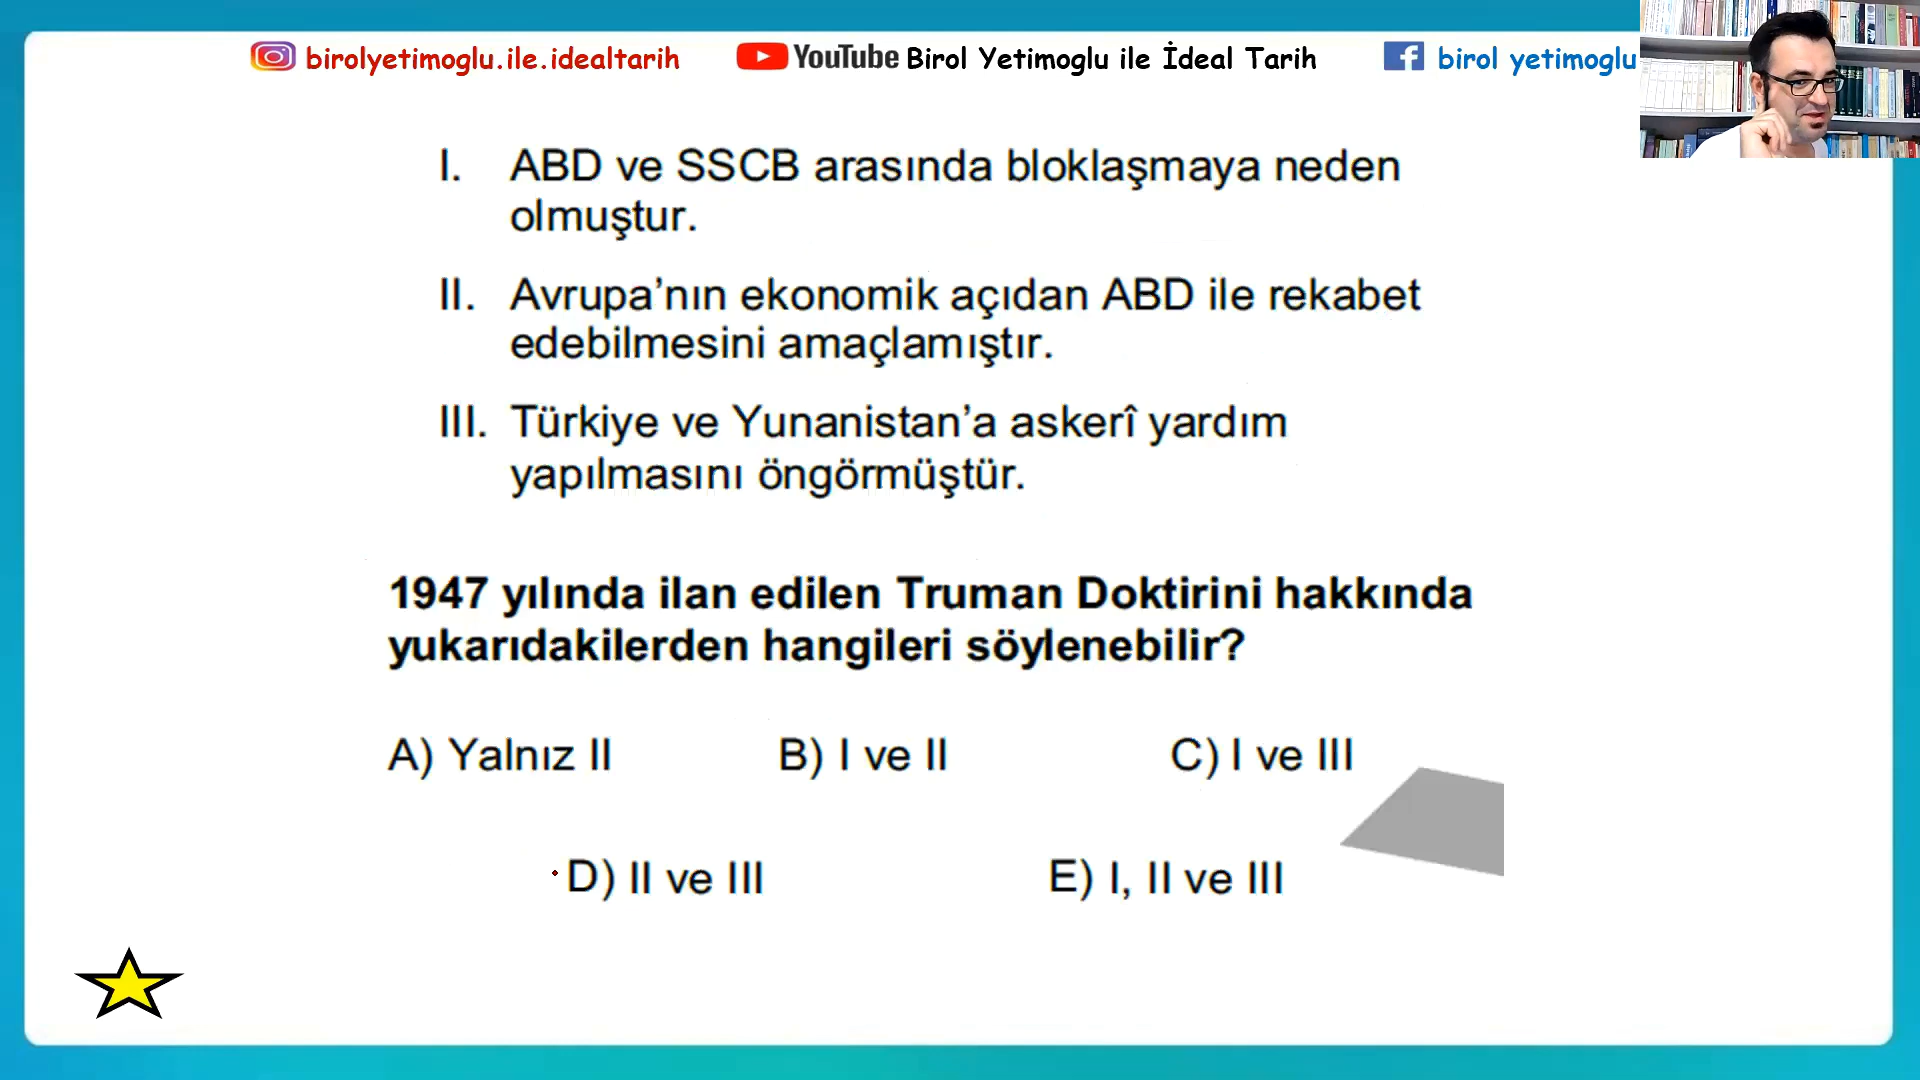 birolyetimoglu.ile.idealtarih YouTube Birol Yetimoglu ile İdeal Tarih birol yetimoglu
I. ABD ve SSCB arasında bloklaşmaya neden
olmuştur.
II. Avrupa’nın ekonomik açıdan ABD ile rekabet
edebilmesini amaçlamıştır.
III. Türkiye ve Yunanistan’a askerî yardım
yapılmasını öngörmüştür.
1947 yılında ilan edilen Truman Doktirini hakkında
yukarıdakilerden hangileri söylenebilir?
A) Yalnız II B) I ve II C) I ve III
D) II ve III E) I, II ve III